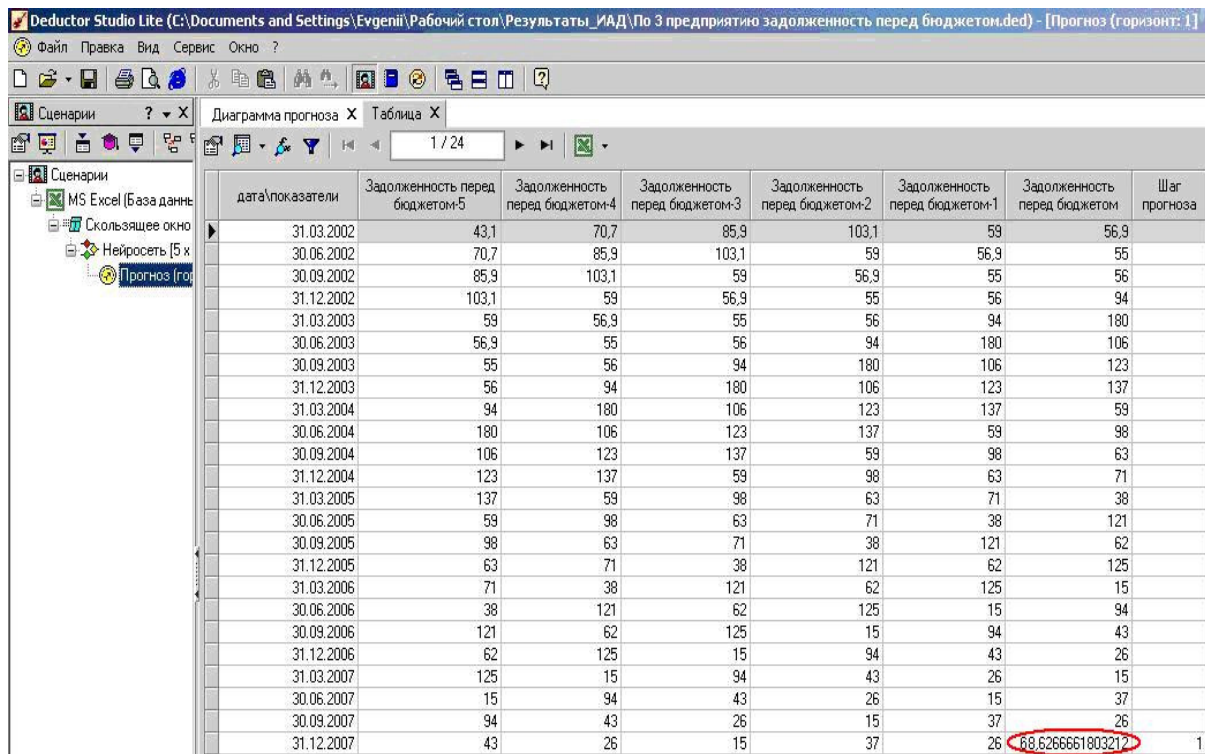 Deductor Studio Lite (C:\Documents and Settings\Evgenii\Рабочий стол\Результаты_ИАД\По 3 предприятию задолженность перед бюджетом.ded) - [Прогноз (горизонт: 1]
Файл Правка Вид Сервис Окно ?
Сценарии ? X
Диаграмма прогноза X Таблица X
1 / 24
Сценарии
MS Excel (База данн
Скользящее окно
Нейросеть [5 x
Прогноз (гор
дата\показатели Задолженность перед бюджетом-5 Задолженность перед бюджетом-4 Задолженность перед бюджетом-3 Задолженность перед бюджетом-2 Задолженность перед бюджетом-1 Задолженность перед бюджетом Шаг прогноза
31.03.2002 43,1 70,7 85,9 103,1 59 56,9
30.06.2002 70,7 85,9 103,1 59 56,9 55
30.09.2002 85,9 103,1 59 56,9 55 56
31.12.2002 103,1 59 56,9 55 56 94
31.03.2003 59 56,9 55 56 94 180
30.06.2003 56,9 55 56 94 180 106
30.09.2003 55 56 94 180 106 123
31.12.2003 56 94 180 106 123 137
31.03.2004 94 180 106 123 137 59
30.06.2004 180 106 123 137 59 98
30.09.2004 106 123 137 59 98 63
31.12.2004 123 137 59 98 63 71
31.03.2005 137 59 98 63 71 38
30.06.2005 59 98 63 71 38 121
30.09.2005 98 63 71 38 121 62
31.12.2005 63 71 38 121 62 125
31.03.2006 71 38 121 62 125 15
30.06.2006 38 121 62 125 15 94
30.09.2006 121 62 125 15 94 43
31.12.2006 62 125 15 94 43 26
31.03.2007 125 15 94 43 26 15
30.06.2007 15 94 43 26 15 37
30.09.2007 94 43 26 15 37 26
31.12.2007 43 26 15 37 26 68,6266661803212 1